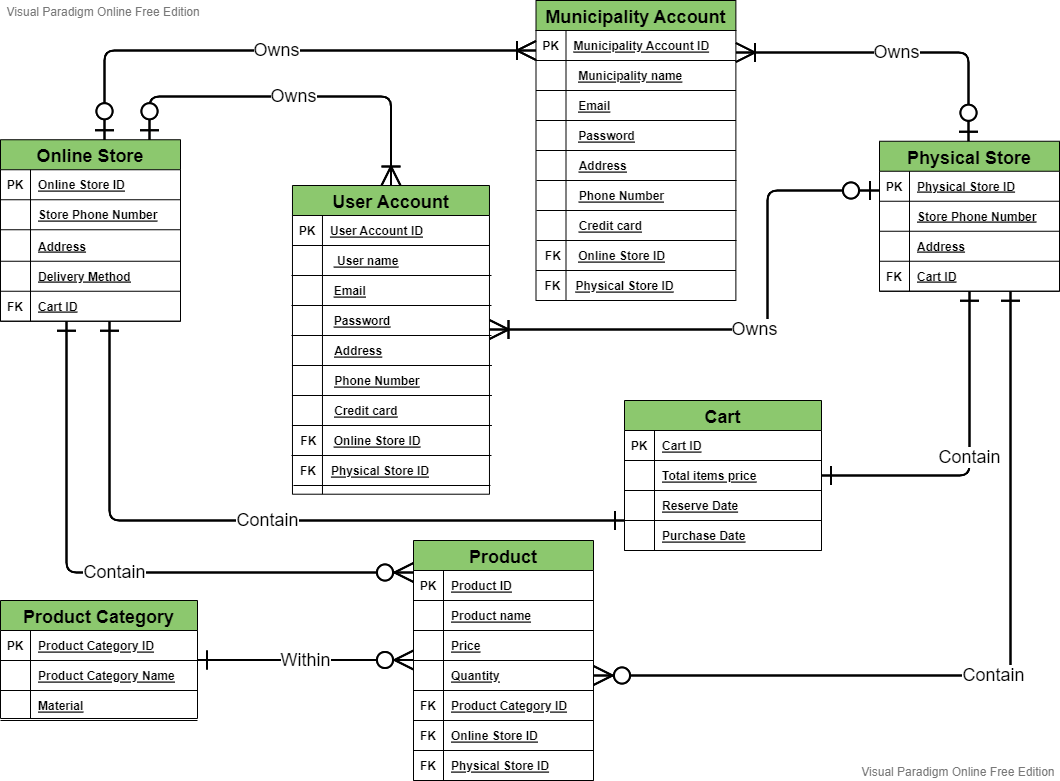 Visual Paradigm Online Free Edition
Municipality Account
PK Municipality Account ID
Municipality name
Email
Password
Address
Phone Number
Credit card
FK Online Store ID
FK Physical Store ID
Owns
Owns
Owns
Online Store
PK Online Store ID
Store Phone Number
Address
Delivery Method
FK Cart ID
User Account
PK User Account ID
User name
Email
Password
Address
Phone Number
Credit card
FK Online Store ID
FK Physical Store ID
Physical Store
PK Physical Store ID
Store Phone Number
Address
FK Cart ID
Owns
Cart
PK Cart ID
Total items price
Reserve Date
Purchase Date
Contain
Contain
Contain
Product
PK Product ID
Product name
Price
Quantity
FK Product Category ID
FK Online Store ID
FK Physical Store ID
Product Category
PK Product Category ID
Product Category Name
Material
Within
Contain
Visual Paradigm Online Free Edition